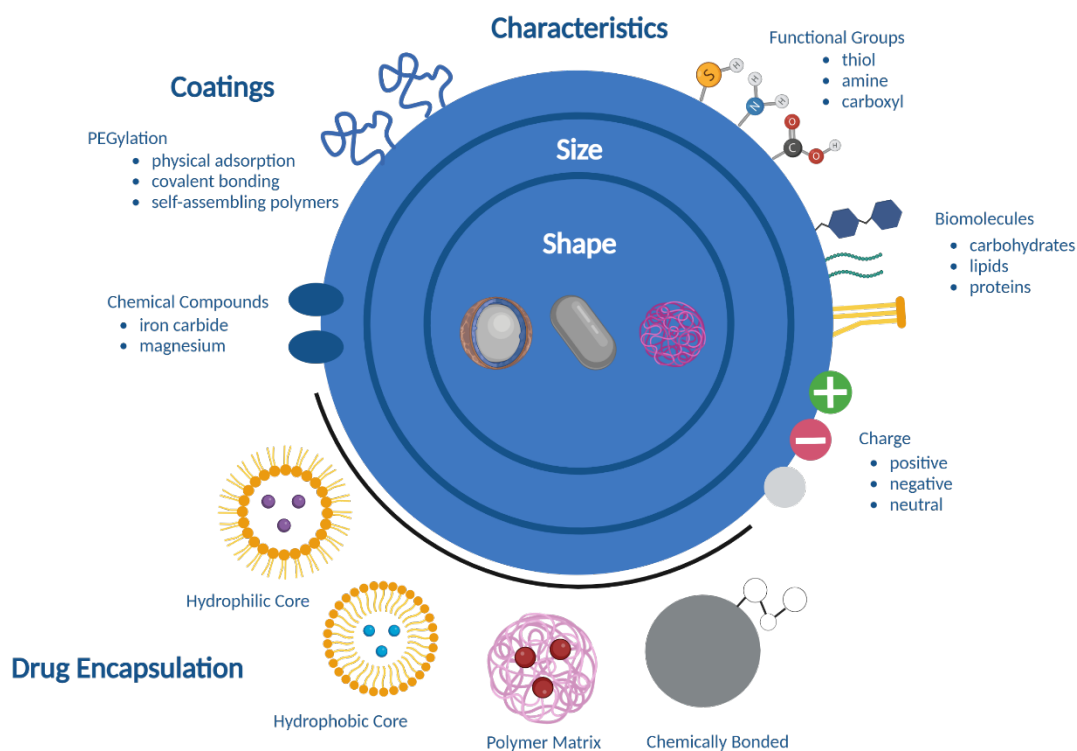 Characteristics
Coatings
PEGylation
• physical adsorption
• covalent bonding
• self-assembling polymers
Chemical Compounds
• iron carbide
• magnesium
Size
Shape
Functional Groups
• thiol
• amine
• carboxyl
S
H
H
N
H
O
C
O
H
Biomolecules
• carbohydrates
• lipids
• proteins
Charge
• positive
• negative
• neutral
+
−
Drug Encapsulation
Hydrophilic Core
Hydrophobic Core
Polymer Matrix
Chemically Bonded